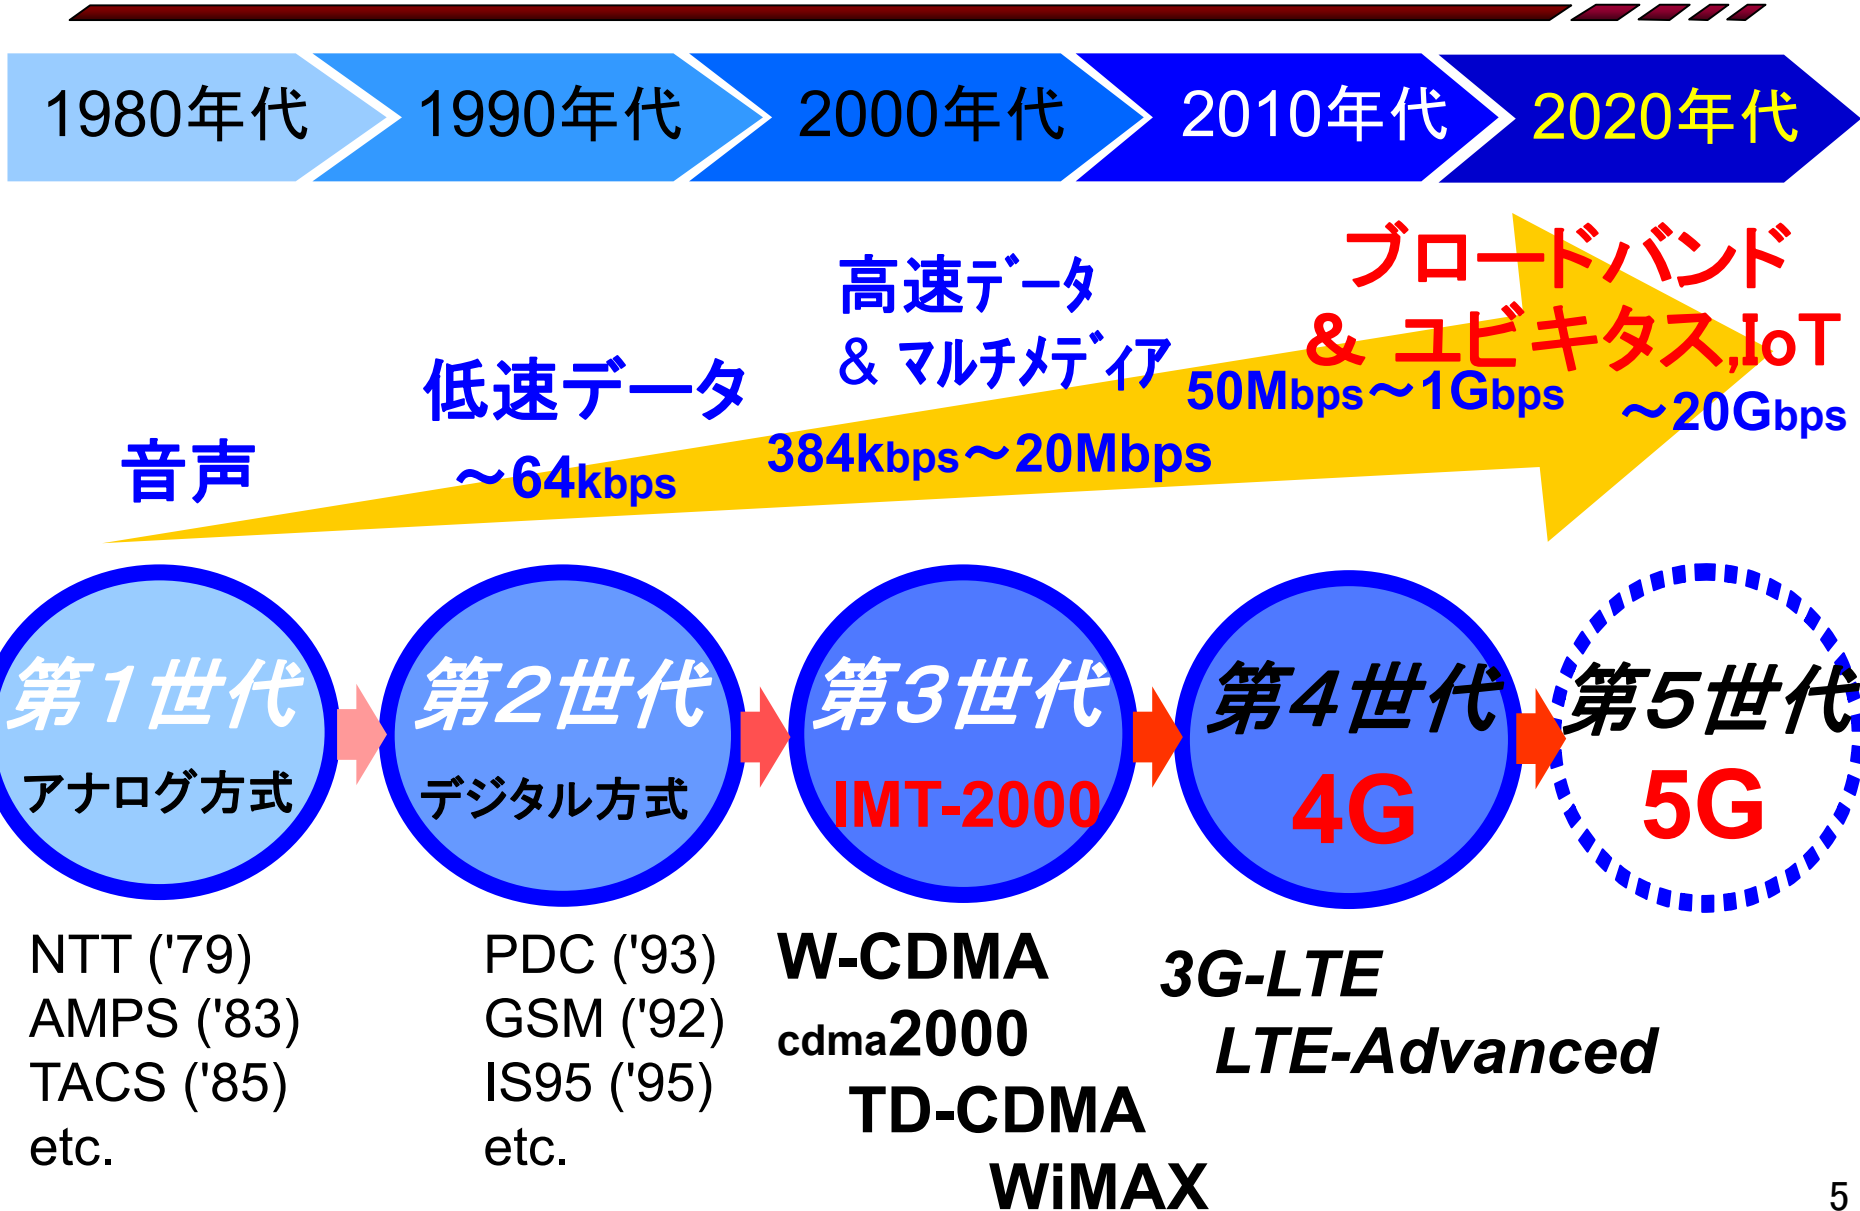 1980年代
1990年代
2000年代
2010年代
2020年代
音声
低速データ
～64kbps
高速データ
& マルチメディア
384kbps～20Mbps
ブロードバンド
& ユビキタス,IoT
50Mbps～1Gbps
～20Gbps
第1世代
アナログ方式
第2世代
デジタル方式
第3世代
IMT-2000
第4世代
4G
第5世代
5G
NTT ('79)
AMPS ('83)
TACS ('85)
etc.
PDC ('93)
GSM ('92)
IS95 ('95)
etc.
W-CDMA
cdma2000
TD-CDMA
WiMAX
3G-LTE
LTE-Advanced
5